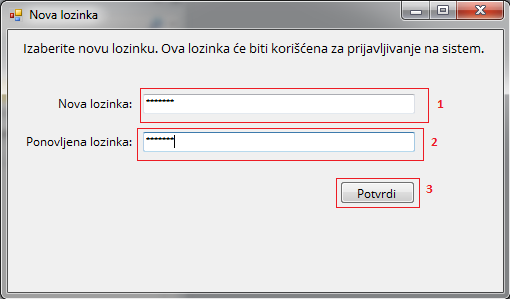 Nova lozinka
Izaberite novu lozinku. Ova lozinka će biti korišćena za prijavljivanje na sistem.
Nova lozinka: ******* 1
Ponovljena lozinka: ******* 2
Potvrdi 3